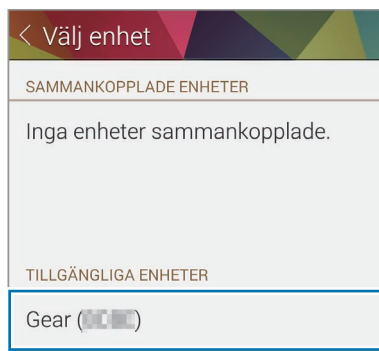 < Välj enhet
SAMMANKOPPLADE ENHETER
Inga enheter sammankopplade.
TILLGÄNGLIGA ENHETER
Gear ( )